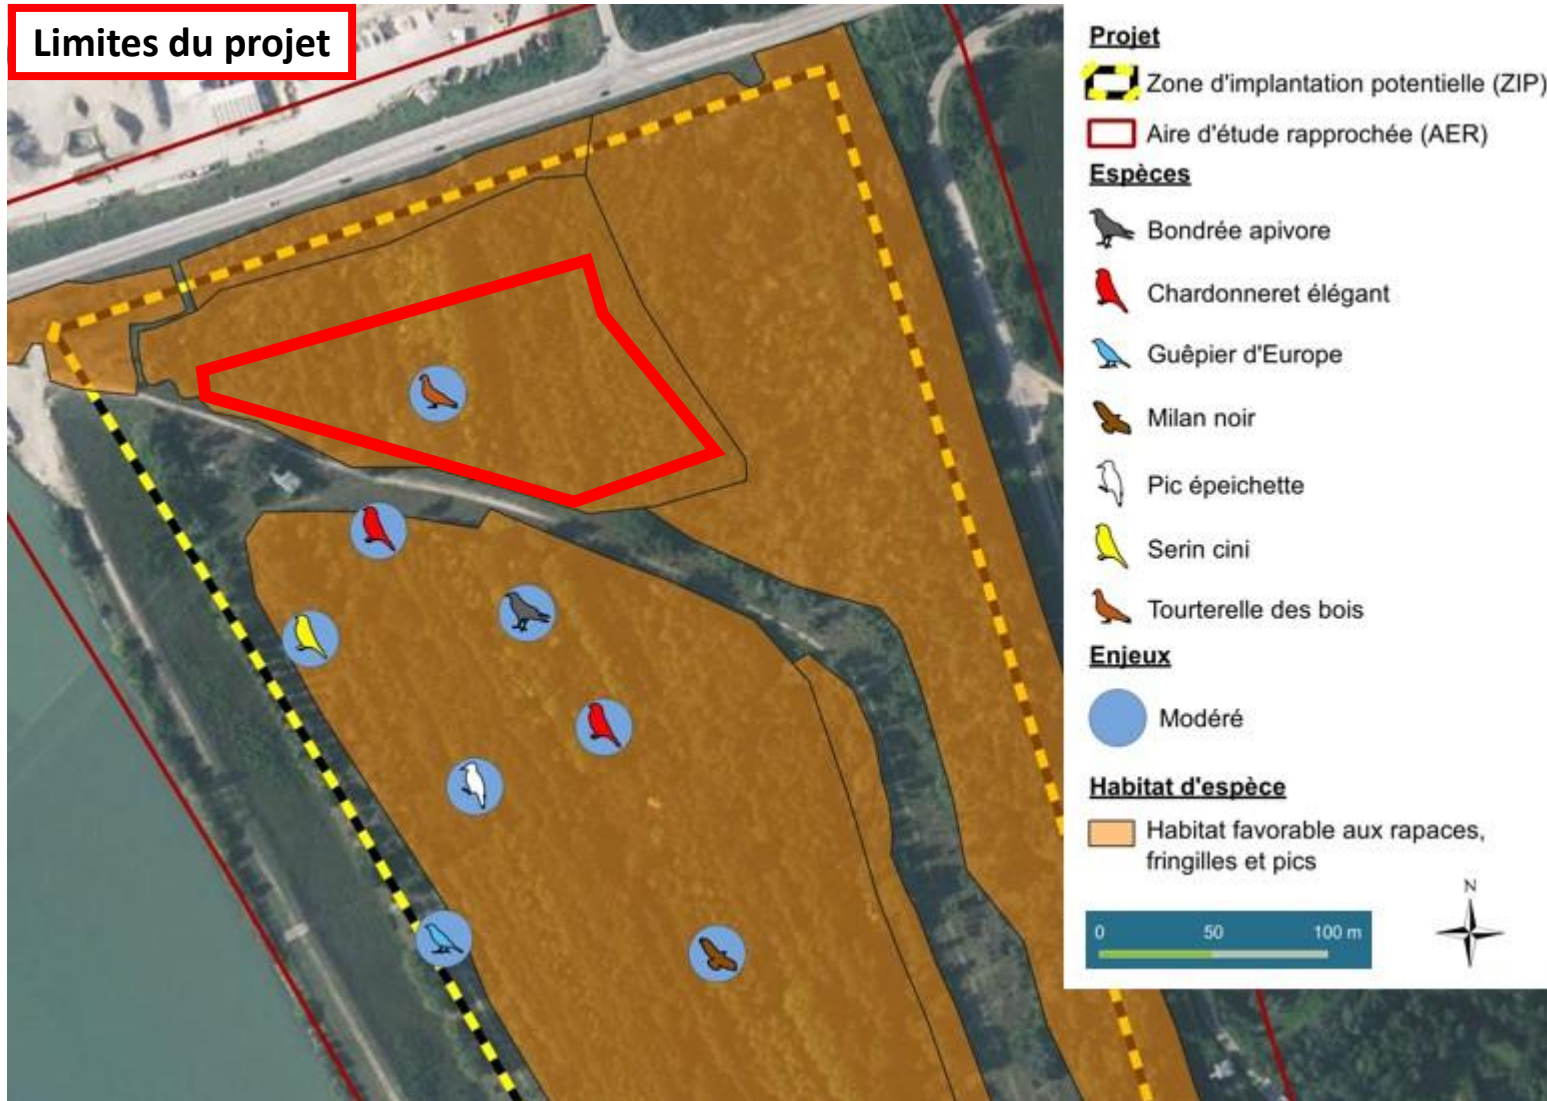 Limites du projet
Projet
Zone d'implantation potentielle (ZIP)
Aire d'étude rapprochée (AER)
Espèces
Bondrée apivore
Chardonneret élégant
Guêpier d'Europe
Milan noir
Pic épeichette
Serin cini
Tourterelle des bois
Enjeux
Modéré
Habitat d'espèce
Habitat favorable aux rapaces,
fringilles et pics
N
0 50 100 m